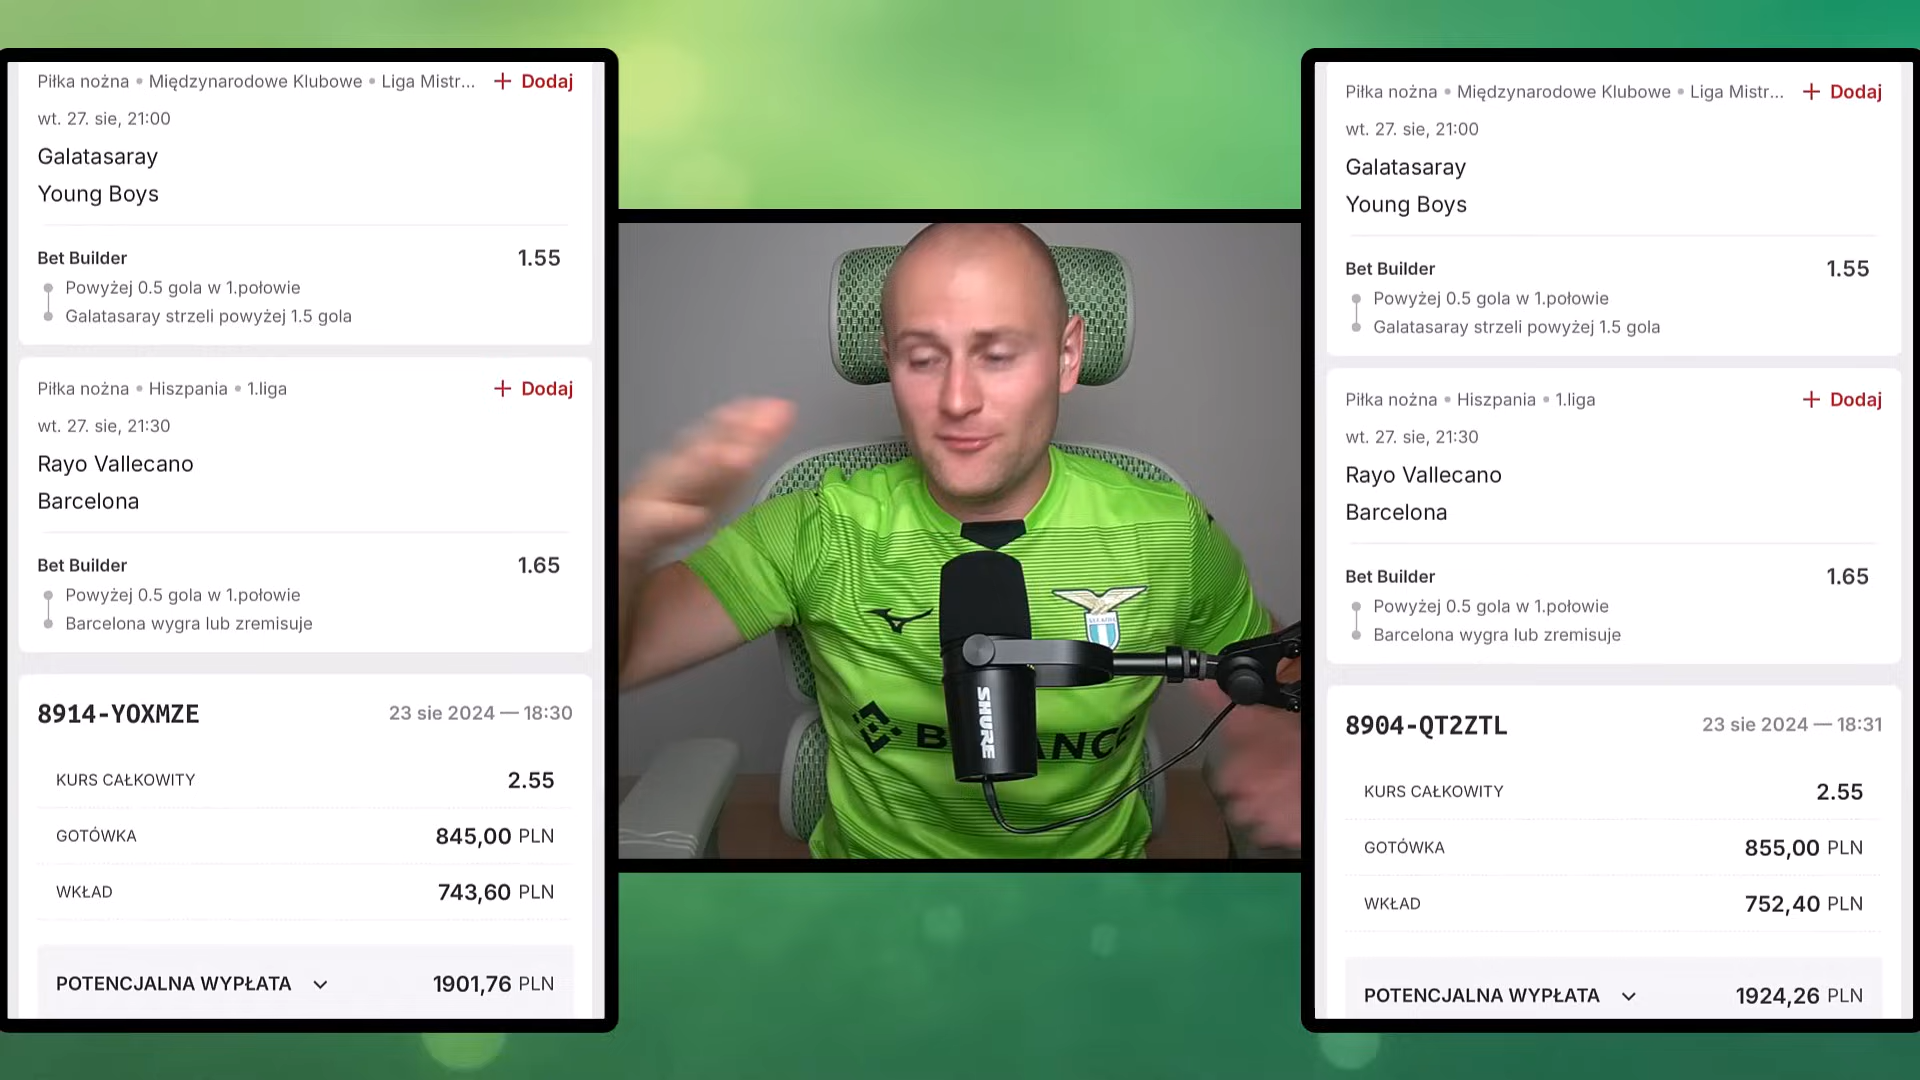 Piłka nożna • Międzynarodowe Klubowe • Liga Mistr... + Dodaj
wt. 27. sie, 21:00
Galatasaray
Young Boys
Bet Builder 1.55
Powyżej 0.5 gola w 1.połowie
Galatasaray strzeli powyżej 1.5 gola
Piłka nożna • Hiszpania • 1.liga + Dodaj
wt. 27. sie, 21:30
Rayo Vallecano
Barcelona
Bet Builder 1.65
Powyżej 0.5 gola w 1.połowie
Barcelona wygra lub zremisuje
8914-YOXMZE 23 sie 2024 — 18:30
KURS CAŁKOWITY 2.55
GOTÓWKA 845,00 PLN
WKŁAD 743,60 PLN
POTENCJALNA WYPŁATA 1901,76 PLN
SHURE
Piłka nożna • Międzynarodowe Klubowe • Liga Mistr... + Dodaj
wt. 27. sie, 21:00
Galatasaray
Young Boys
Bet Builder 1.55
Powyżej 0.5 gola w 1.połowie
Galatasaray strzeli powyżej 1.5 gola
Piłka nożna • Hiszpania • 1.liga + Dodaj
wt. 27. sie, 21:30
Rayo Vallecano
Barcelona
Bet Builder 1.65
Powyżej 0.5 gola w 1.połowie
Barcelona wygra lub zremisuje
8904-QT2ZTL 23 sie 2024 — 18:31
KURS CAŁKOWITY 2.55
GOTÓWKA 855,00 PLN
WKŁAD 752,40 PLN
POTENCJALNA WYPŁATA 1924,26 PLN